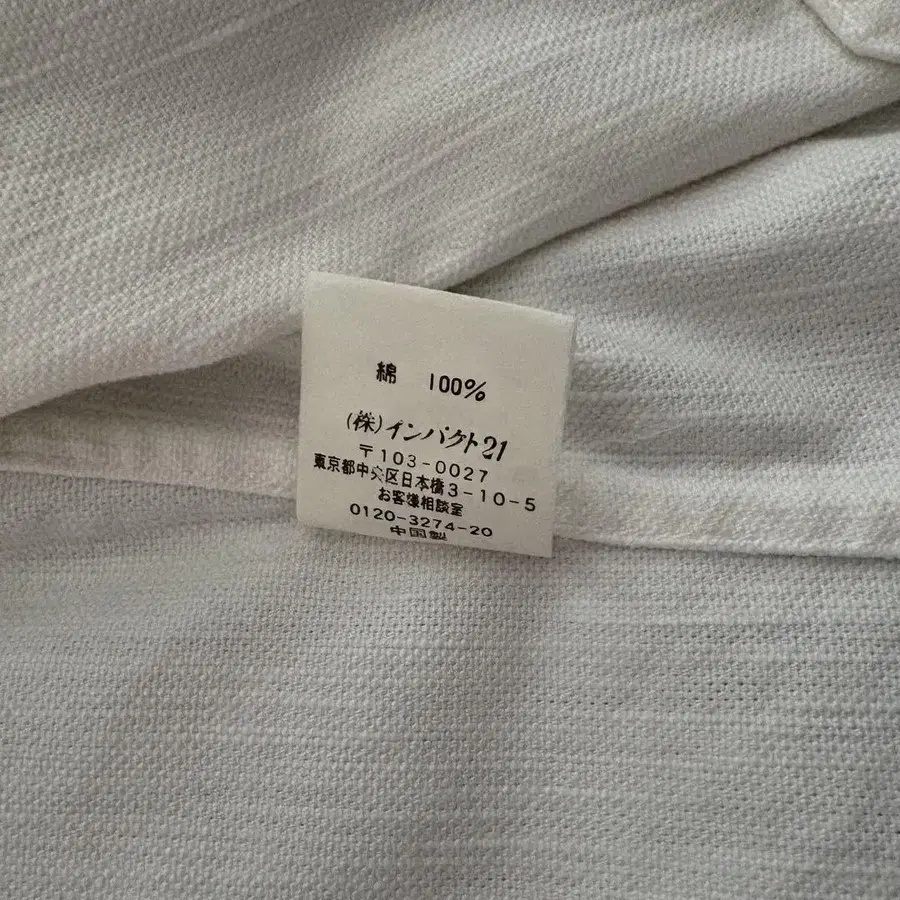 綿 100%
(株)インパクト21
〒103-0027
東京都中央区日本橋3-10-5
お客様相談室
0120-3274-20
中国製